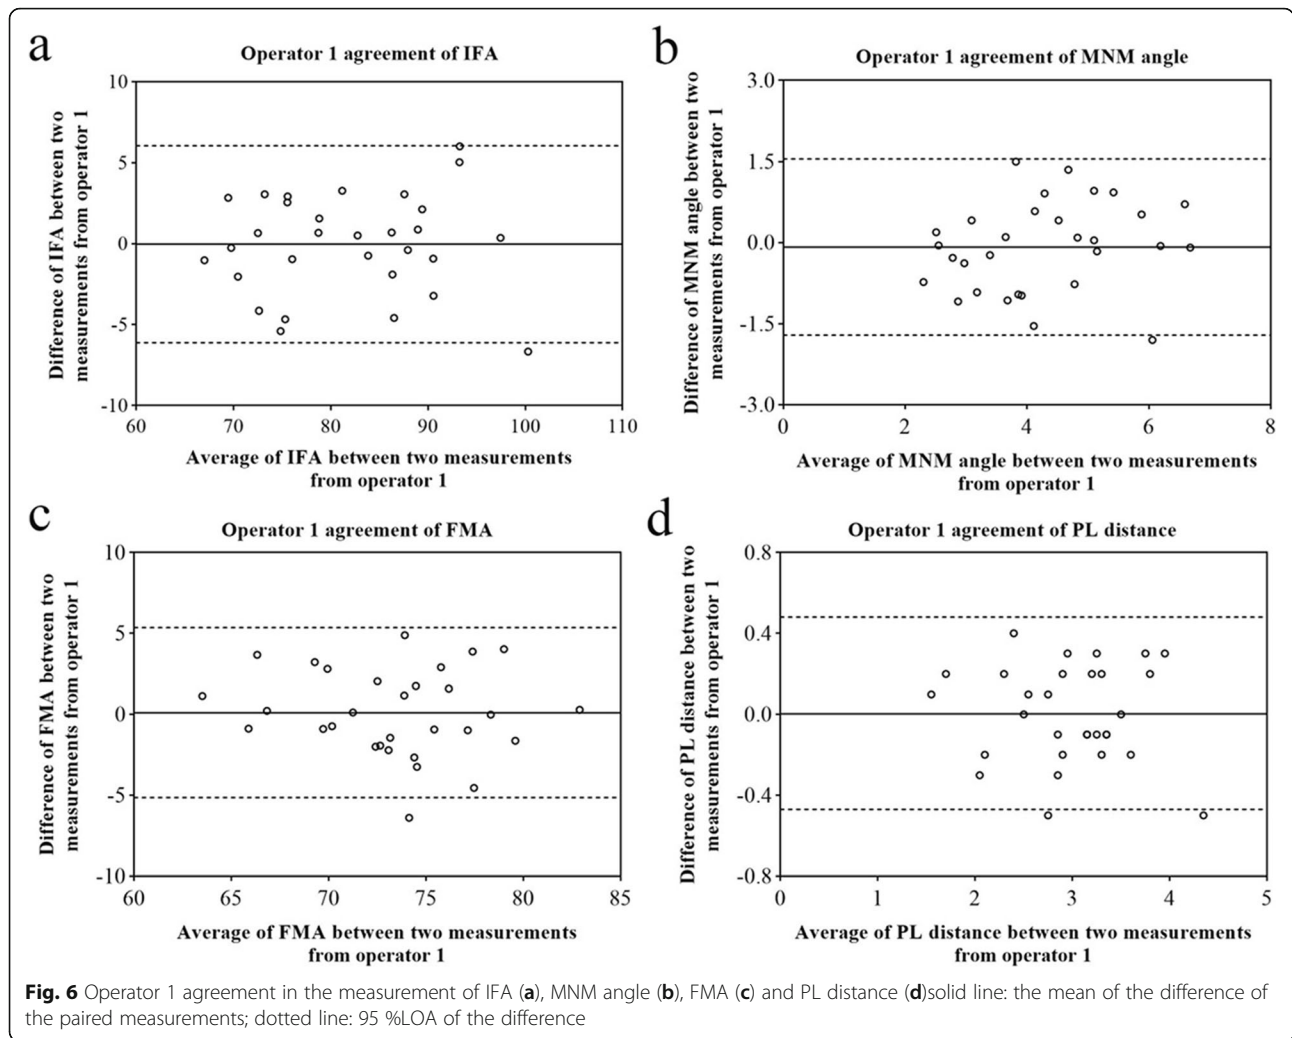 a
Operator 1 agreement of IFA
Difference of IFA between two
measurements from operator 1
10
5
0
-5
-10
60 70 80 90 100 110
Average of IFA between two measurements
from operator 1
b
Operator 1 agreement of MNM angle
Difference of MNM angle between two
measurements from operator 1
3.0
1.5
0.0
-1.5
-3.0
0 2 4 6 8
Average of MNM angle between two measurements
from operator 1
c
Operator 1 agreement of FMA
Difference of FMA between two
measurements from operator 1
10
5
0
-5
-10
60 65 70 75 80 85
Average of FMA between two measurements
from operator 1
d
Operator 1 agreement of PL distance
Difference of PL distance between two
measurements from operator 1
0.8
0.4
0.0
-0.4
-0.8
0 1 2 3 4 5
Average of PL distance between two measurements
from operator 1
Fig. 6 Operator 1 agreement in the measurement of IFA (a), MNM angle (b), FMA (c) and PL distance (d)solid line: the mean of the difference of
the paired measurements; dotted line: 95 %LOA of the difference